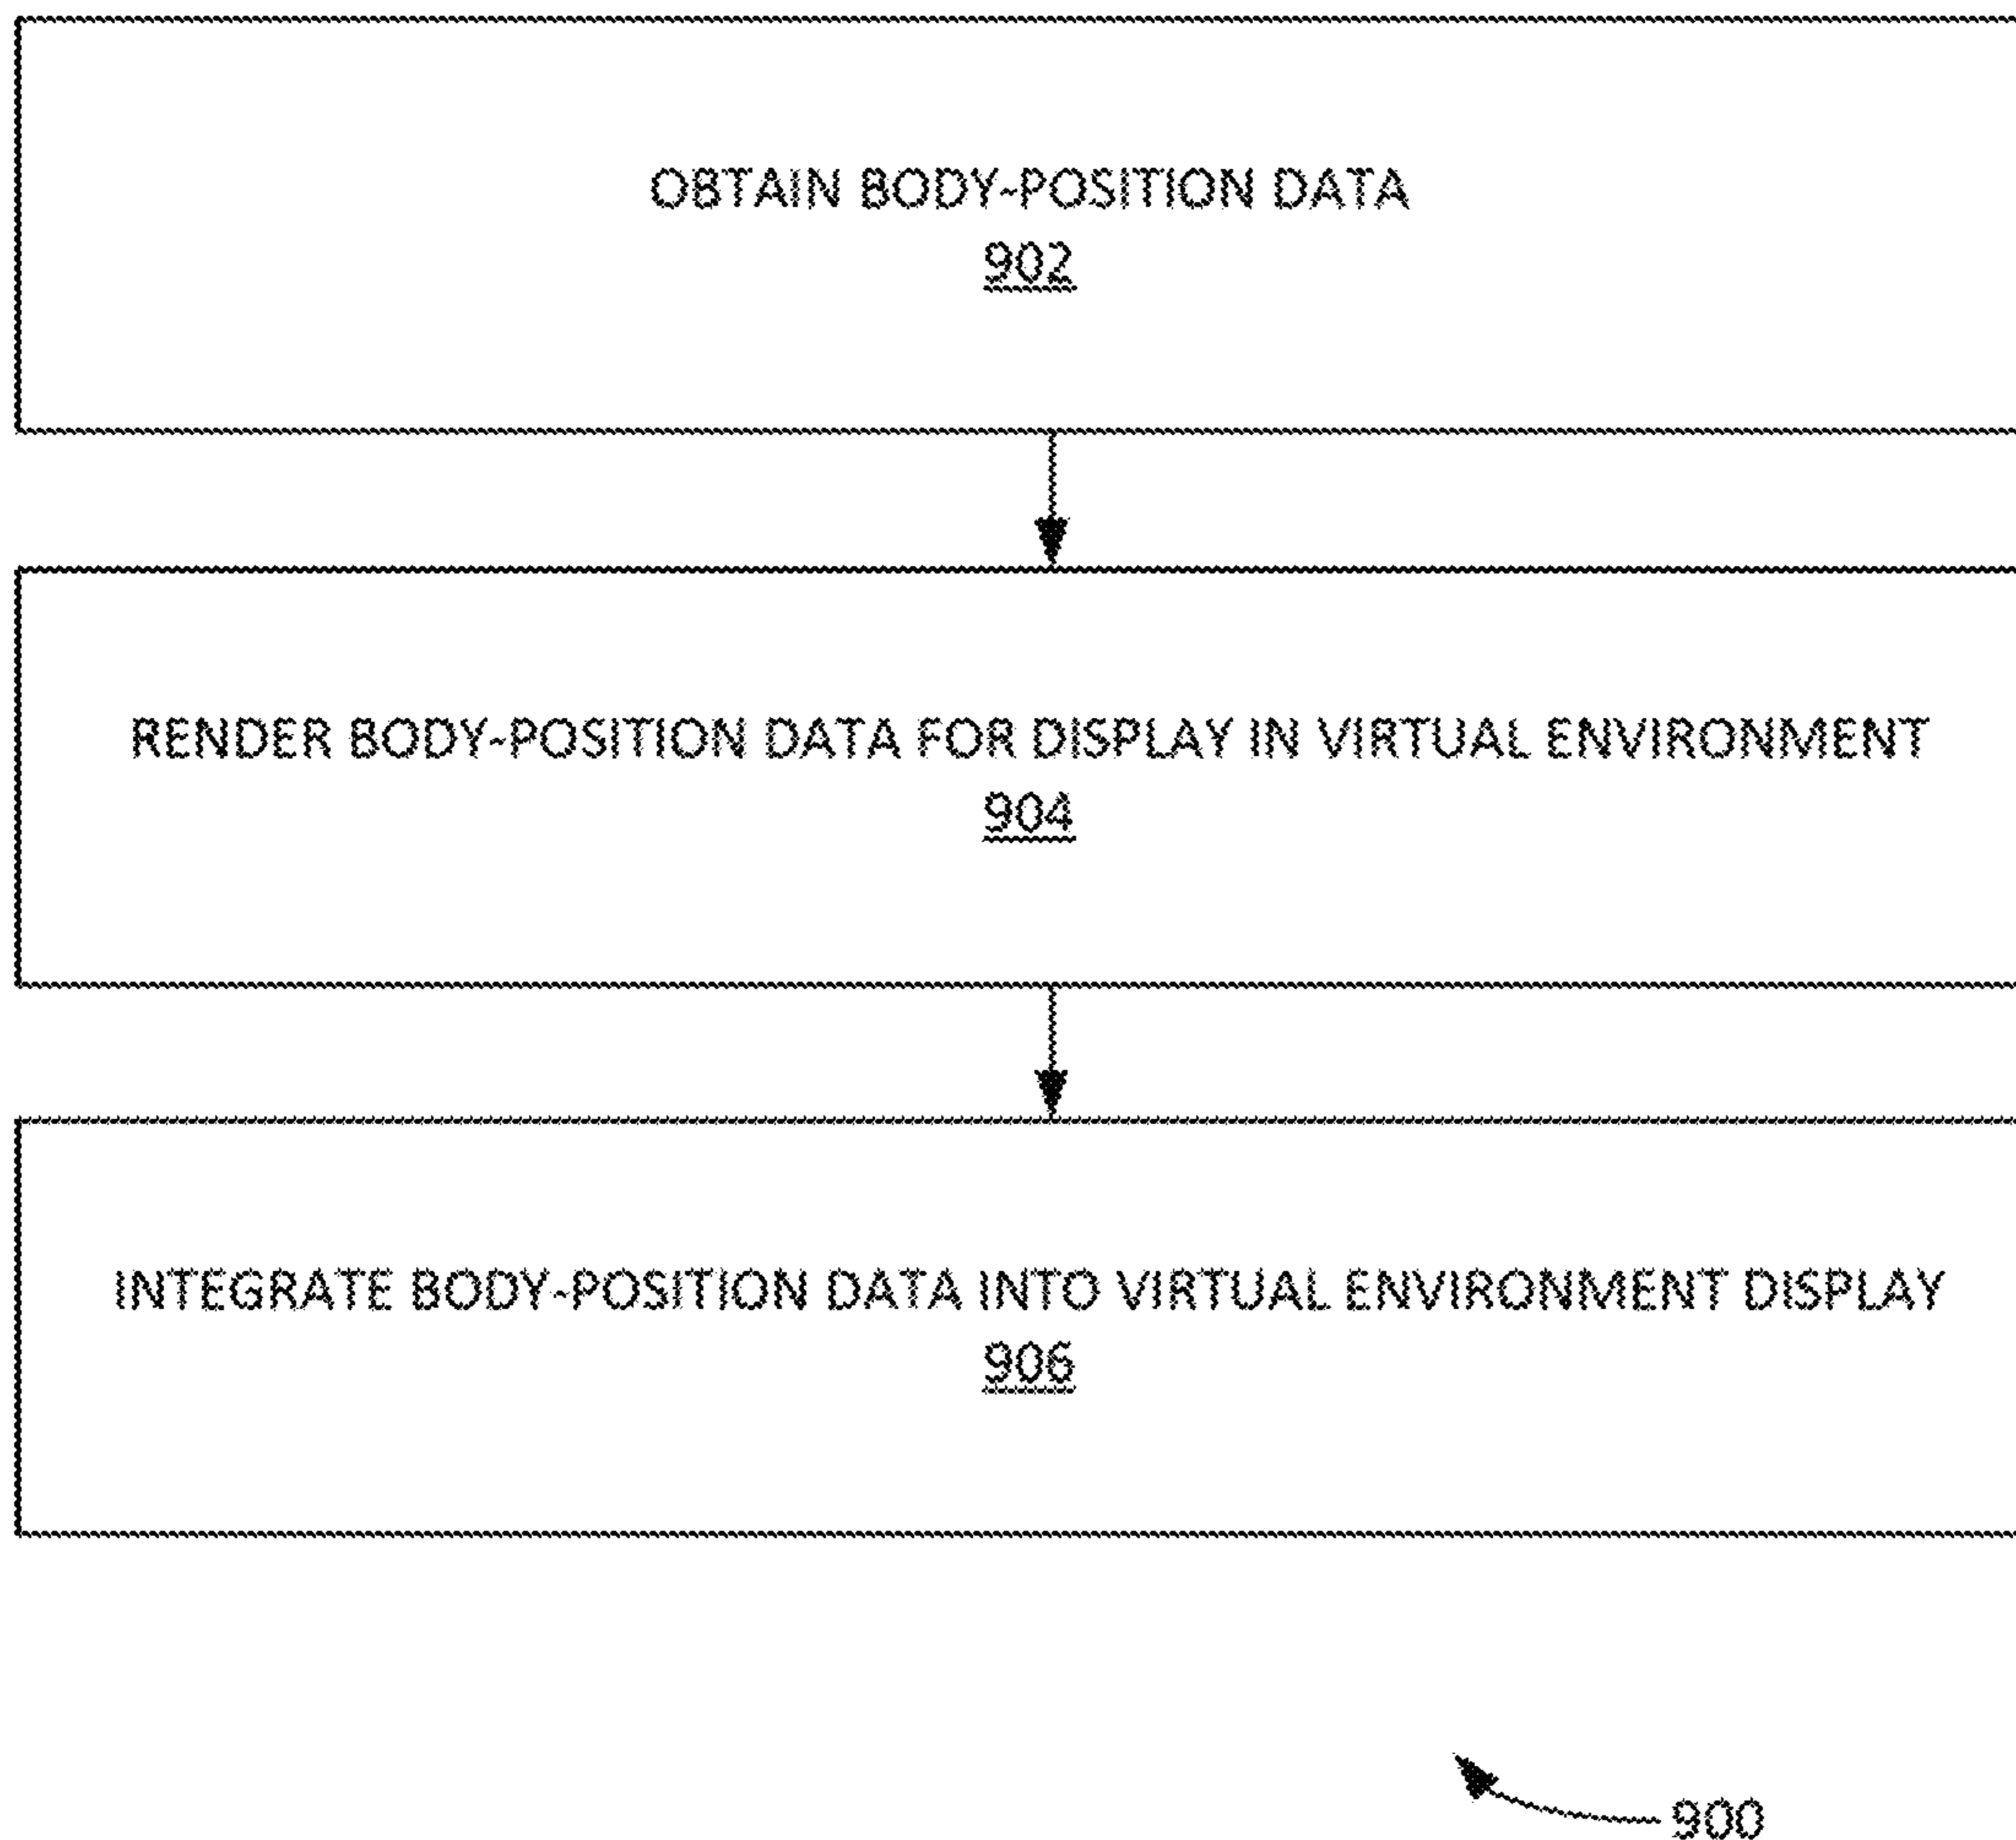 OBTAIN BODY-POSITION DATA
902
RENDER BODY-POSITION DATA FOR DISPLAY IN VIRTUAL ENVIRONMENT
904
INTEGRATE BODY-POSITION DATA INTO VIRTUAL ENVIRONMENT DISPLAY
906
900